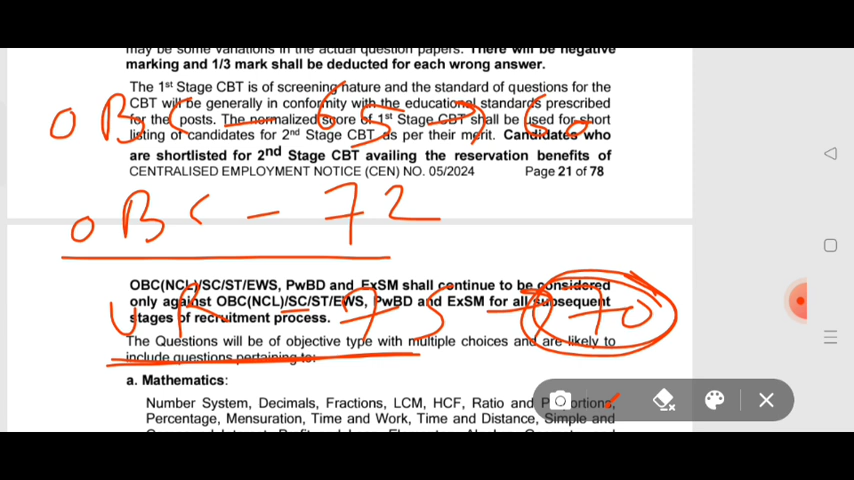 may be some variations in the actual question papers. There will be negative
marking and 1/3 mark shall be deducted for each wrong answer.
The 1st Stage CBT is of screening nature and the standard of questions for the
CBT will be generally in conformity with the educational standards prescribed
OBC - 65 → 60
for the posts. The normalized score of 1st Stage CBT shall be used for short
listing of candidates for 2nd Stage CBT as per their merit. Candidates who
are shortlisted for 2nd Stage CBT availing the reservation benefits of
CENTRALISED EMPLOYMENT NOTICE (CEN) NO. 05/2024 Page 21 of 78
OBC - 72
OBC(NCL)/SC/ST/EWS, PwBD and ExSM shall continue to be considered
only against OBC(NCL)/SC/ST/EWS, PwBD and ExSM for all subsequent
UR - 75 → 70
stages of recruitment process.
The Questions will be of objective type with multiple choices and are likely to
include questions pertaining to:
a. Mathematics:
Number System, Decimals, Fractions, LCM, HCF, Ratio and Proportions,
Percentage, Mensuration, Time and Work, Time and Distance, Simple and